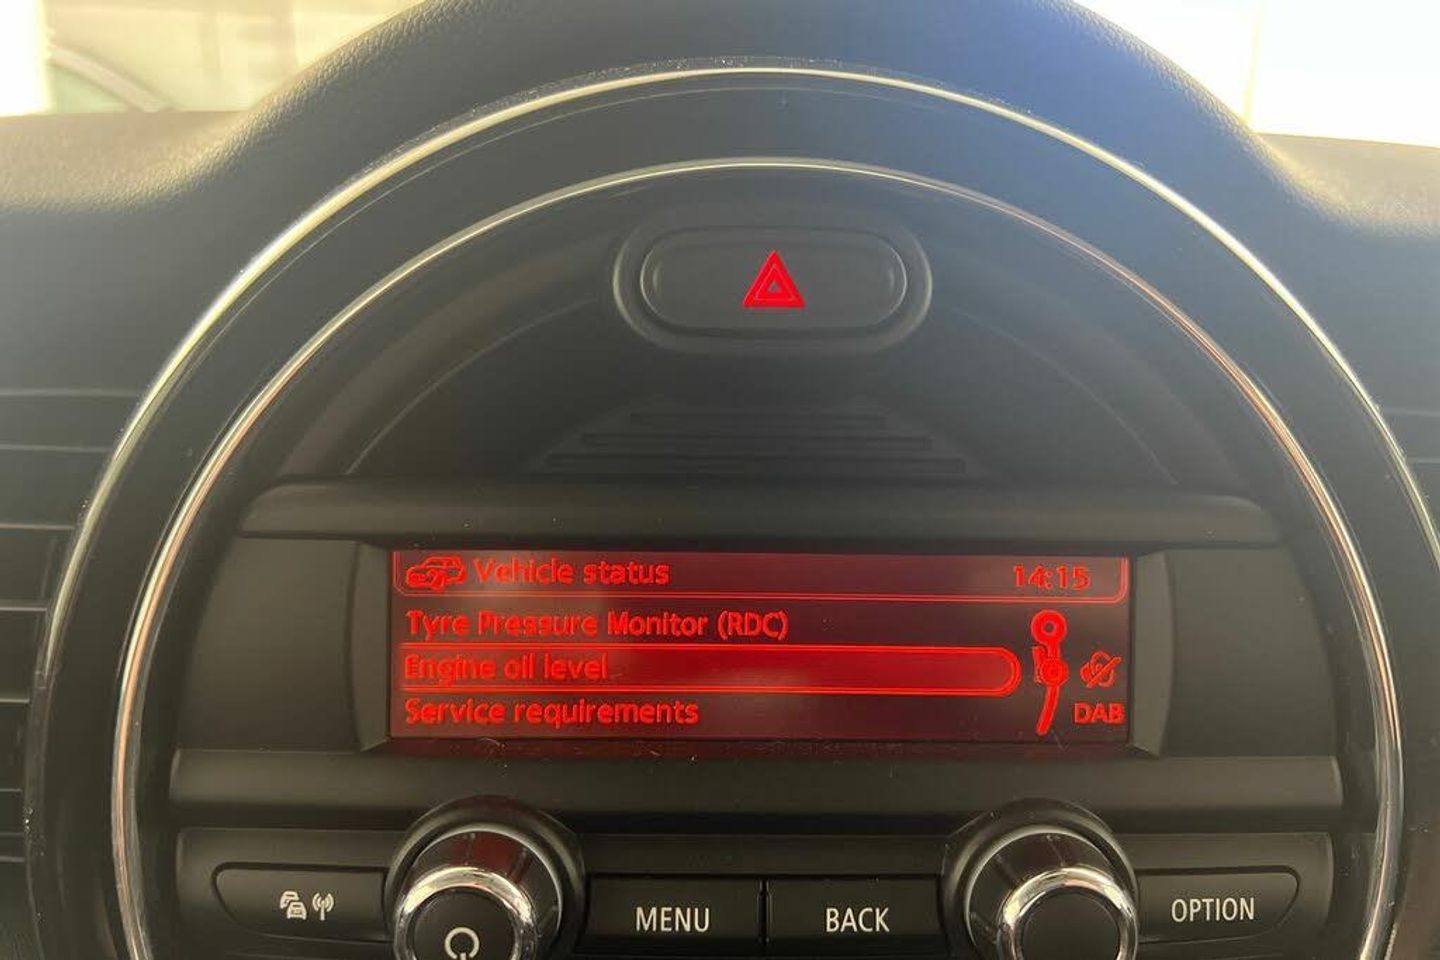 Vehicle status 14:15
Tyre Pressure Monitor (RDC)
Engine oil level
Service requirements
DAB
MENU
BACK
OPTION